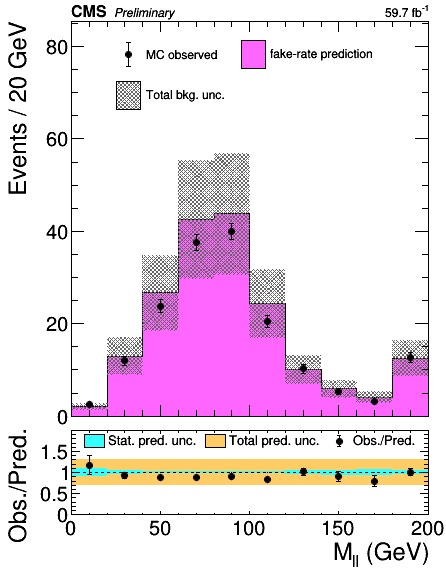 CMS Preliminary 59.7 fb⁻¹
Events / 20 GeV
MC observed
fake-rate prediction
Total bkg. unc.
80
60
40
20
0
Obs./Pred.
Stat. pred. unc.
Total pred. unc.
Obs./Pred.
1.5
1
0.5
0
0 50 100 150 200
M_ll (GeV)